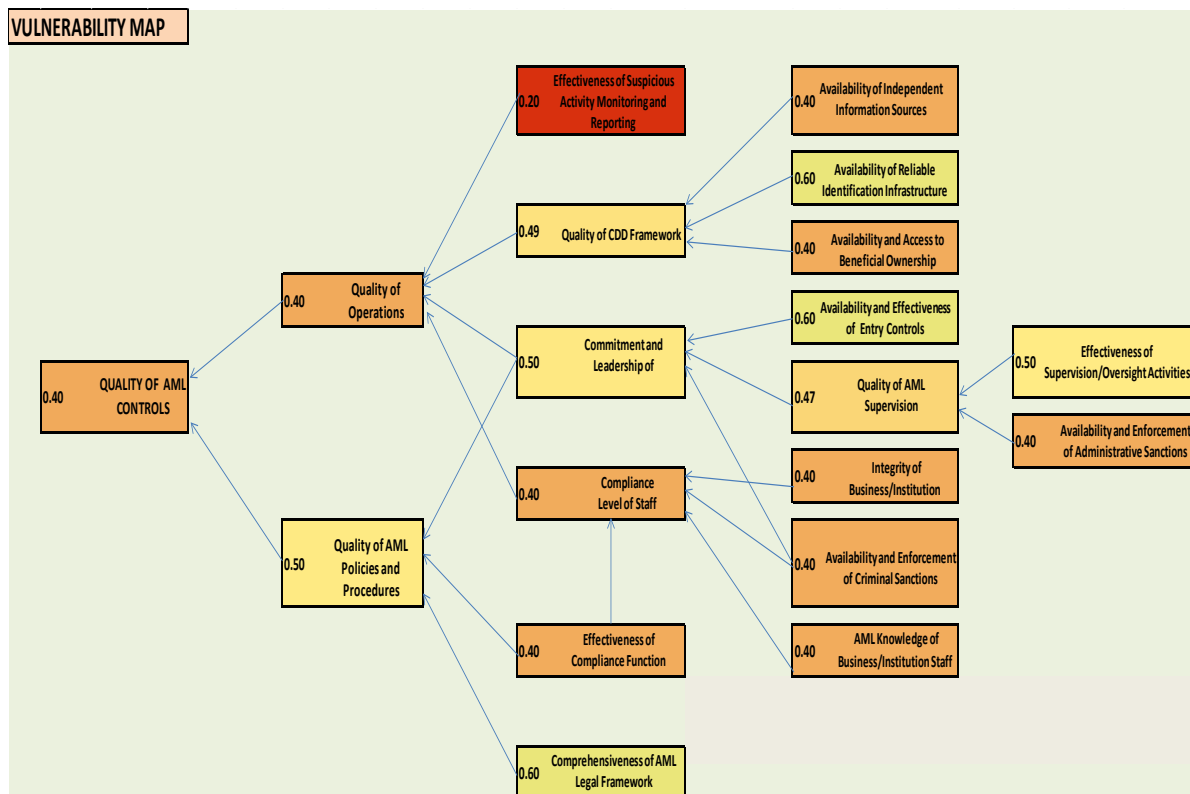 VULNERABILITY MAP
0.20 Effectiveness of Suspicious
Activity Monitoring and
Reporting
0.40 Availability of Independent
Information Sources
0.60 Availability of Reliable
Identification Infrastructure
0.49 Quality of CDD Framework
0.40 Availability and Access to
Beneficial Ownership
0.40 Quality of
Operations
0.60 Availability and Effectiveness
of Entry Controls
0.50 Commitment and
Leadership of
0.50 Effectiveness of
Supervision/Oversight Activities
0.40 QUALITY OF AML
CONTROLS
0.47 Quality of AML
Supervision
0.40 Availability and Enforcement
of Administrative Sanctions
0.40 Integrity of
Business/Institution
0.40 Compliance
Level of Staff
0.50 Quality of AML
Policies and
Procedures
0.40 Availability and Enforcement
of Criminal Sanctions
0.40 Effectiveness of
Compliance Function
0.40 AML Knowledge of
Business/Institution Staff
0.60 Comprehensiveness of AML
Legal Framework